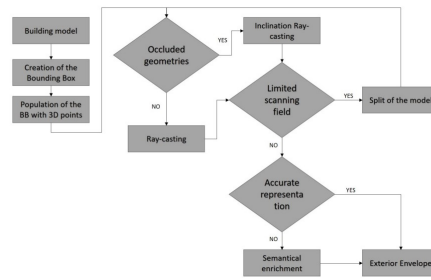 Building model
Creation of the
Bounding Box
Population of the
BB with 3D points
Occluded
geometries
YES
NO
Inclination Ray-
casting
Ray-casting
Limited
scanning
field
YES
NO
Split of the model
Accurate
representa
tion
YES
NO
Semantical
enrichment
Exterior Envelope